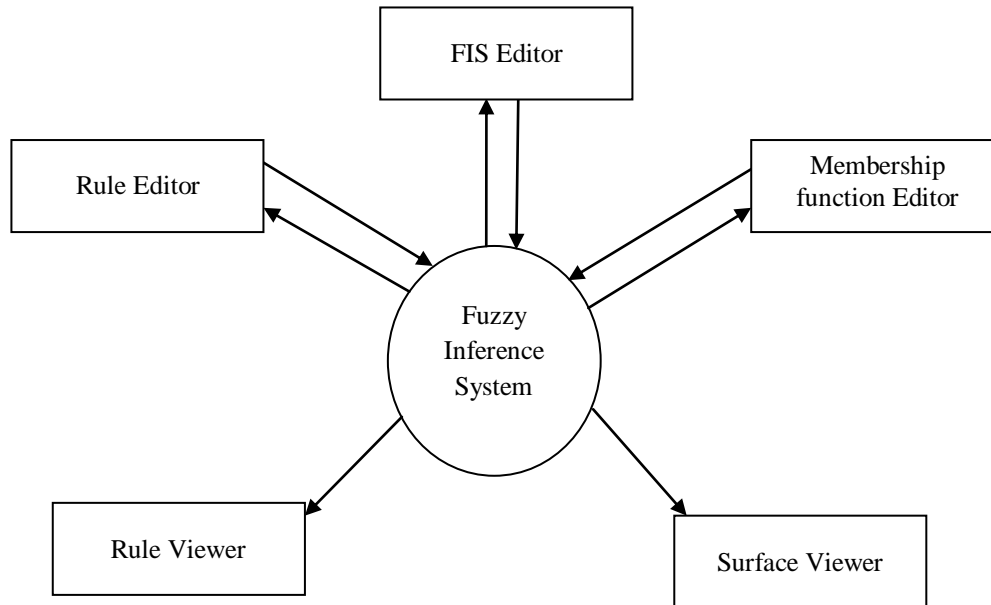 FIS Editor
Rule Editor
Membership
function Editor
Fuzzy
Inference
System
Rule Viewer
Surface Viewer